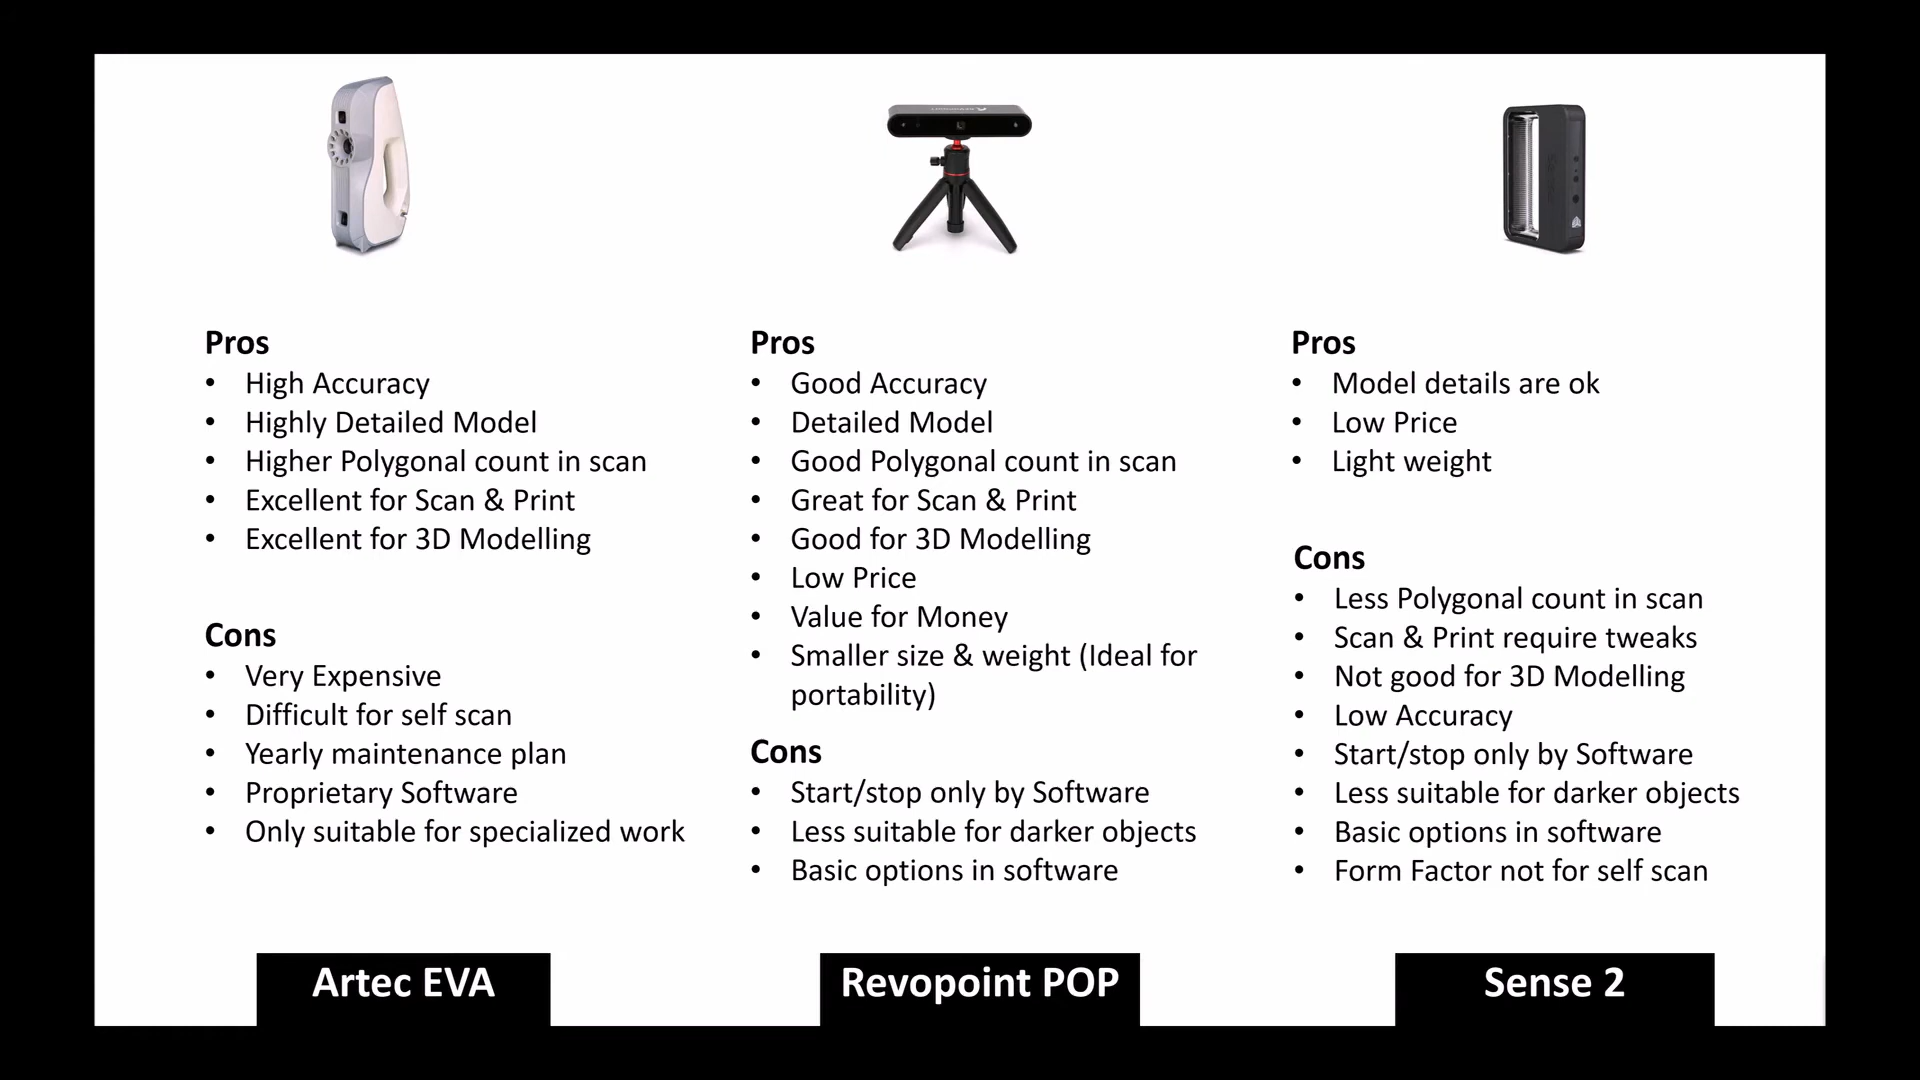 Pros
• High Accuracy
• Highly Detailed Model
• Higher Polygonal count in scan
• Excellent for Scan & Print
• Excellent for 3D Modelling
Cons
• Very Expensive
• Difficult for self scan
• Yearly maintenance plan
• Proprietary Software
• Only suitable for specialized work
Artec EVA
Pros
• Good Accuracy
• Detailed Model
• Good Polygonal count in scan
• Great for Scan & Print
• Good for 3D Modelling
• Low Price
• Value for Money
• Smaller size & weight (Ideal for
portability)
Cons
• Start/stop only by Software
• Less suitable for darker objects
• Basic options in software
Revopoint POP
Pros
• Model details are ok
• Low Price
• Light weight
Cons
• Less Polygonal count in scan
• Scan & Print require tweaks
• Not good for 3D Modelling
• Low Accuracy
• Start/stop only by Software
• Less suitable for darker objects
• Basic options in software
• Form Factor not for self scan
Sense 2